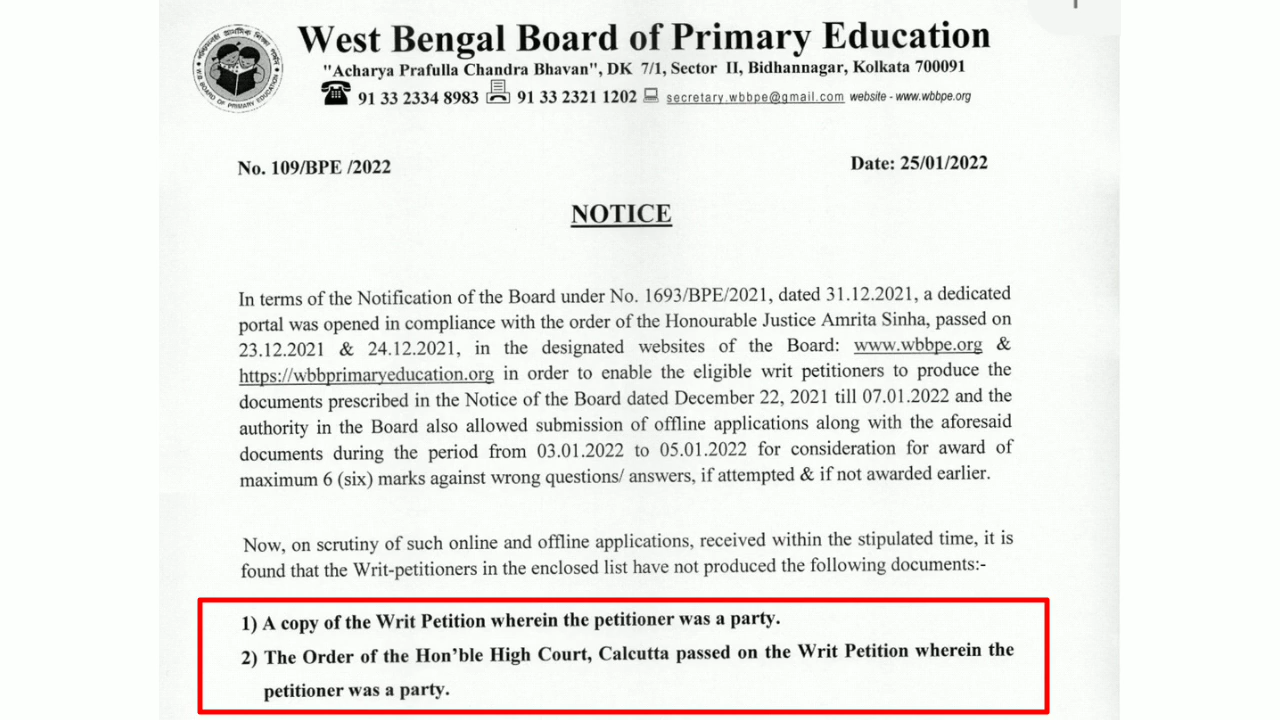 West Bengal Board of Primary Education
"Acharya Prafulla Chandra Bhavan", DK 7/1, Sector II, Bidhannagar, Kolkata 700091
91 33 2334 8983 91 33 2321 1202 secretary.wbbpe@gmail.com website - www.wbbpe.org
W.B. BOARD OF PRIMARY EDUCATION
No. 109/BPE /2022 Date: 25/01/2022
NOTICE
In terms of the Notification of the Board under No. 1693/BPE/2021, dated 31.12.2021, a dedicated
portal was opened in compliance with the order of the Honourable Justice Amrita Sinha, passed on
23.12.2021 & 24.12.2021, in the designated websites of the Board: www.wbbpe.org &
https://wbbprimaryeducation.org in order to enable the eligible writ petitioners to produce the
documents prescribed in the Notice of the Board dated December 22, 2021 till 07.01.2022 and the
authority in the Board also allowed submission of offline applications along with the aforesaid
documents during the period from 03.01.2022 to 05.01.2022 for consideration for award of
maximum 6 (six) marks against wrong questions/ answers, if attempted & if not awarded earlier.
Now, on scrutiny of such online and offline applications, received within the stipulated time, it is
found that the Writ-petitioners in the enclosed list have not produced the following documents:-
1) A copy of the Writ Petition wherein the petitioner was a party.
2) The Order of the Hon'ble High Court, Calcutta passed on the Writ Petition wherein the
petitioner was a party.